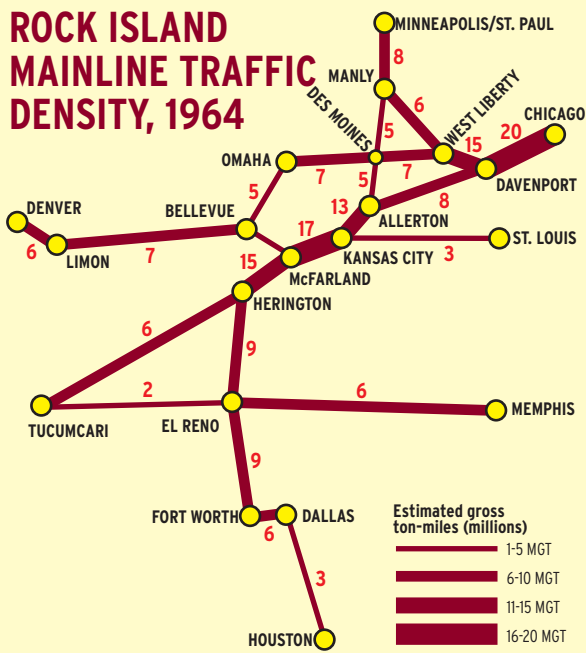 ROCK ISLAND
MAINLINE TRAFFIC
DENSITY, 1964
MINNEAPOLIS/ST. PAUL
8
MANLY
6
DES MOINES
5
WEST LIBERTY
15
20
CHICAGO
OMAHA
7
7
DAVENPORT
5
5
8
DENVER
BELLEVUE
13
ALLERTON
17
6
LIMON
7
15
KANSAS CITY
3
ST. LOUIS
McFARLAND
HERINGTON
6
9
2
6
TUCUMCARI
EL RENO
MEMPHIS
9
FORT WORTH
DALLAS
6
3
HOUSTON
Estimated gross
ton-miles (millions)
1-5 MGT
6-10 MGT
11-15 MGT
16-20 MGT